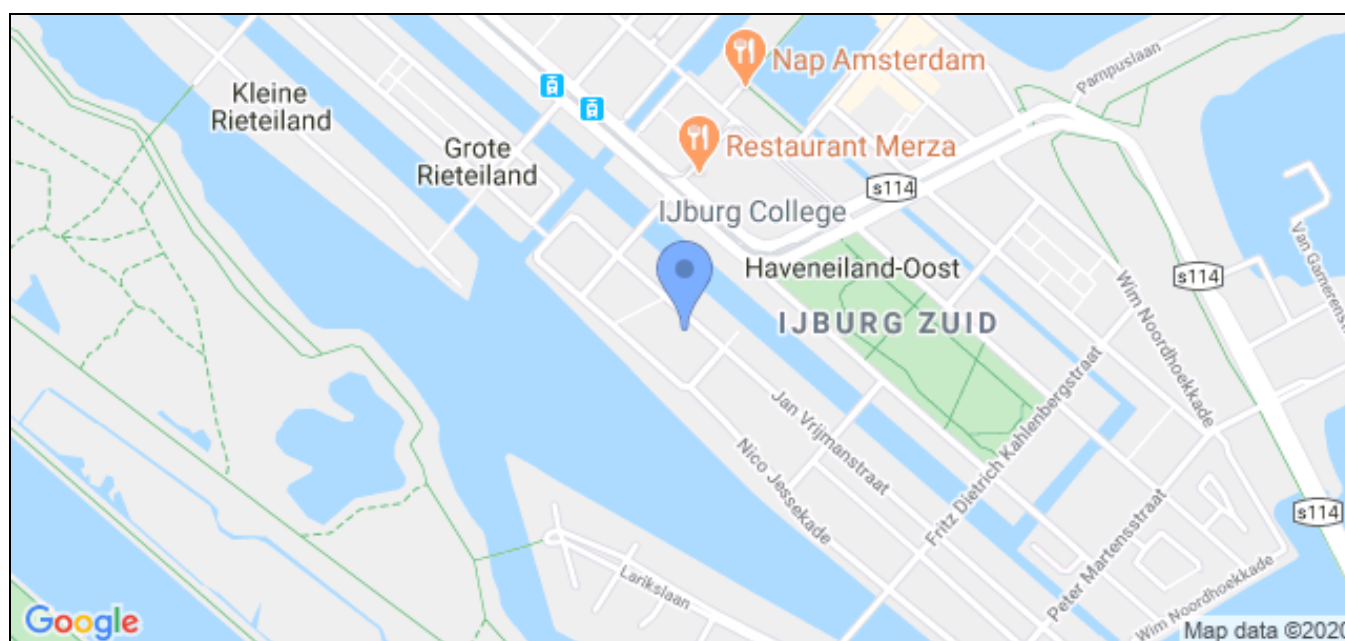 Nap Amsterdam
Pampuslaan
Kleine
Rieteiland
Grote
Rieteiland
Restaurant Merza
s114
IJburg College
Haveneiland-Oost
s114
IJBURG ZUID
Wim Noordhoekkade
Jan Vrijmanstraat
Nico Jessekade
Fritz Dietrich Kahlenbergstraat
Peter Martensstraat
s114
Larikslaan
Wim Noordhoekkade
Google
Map data ©2020